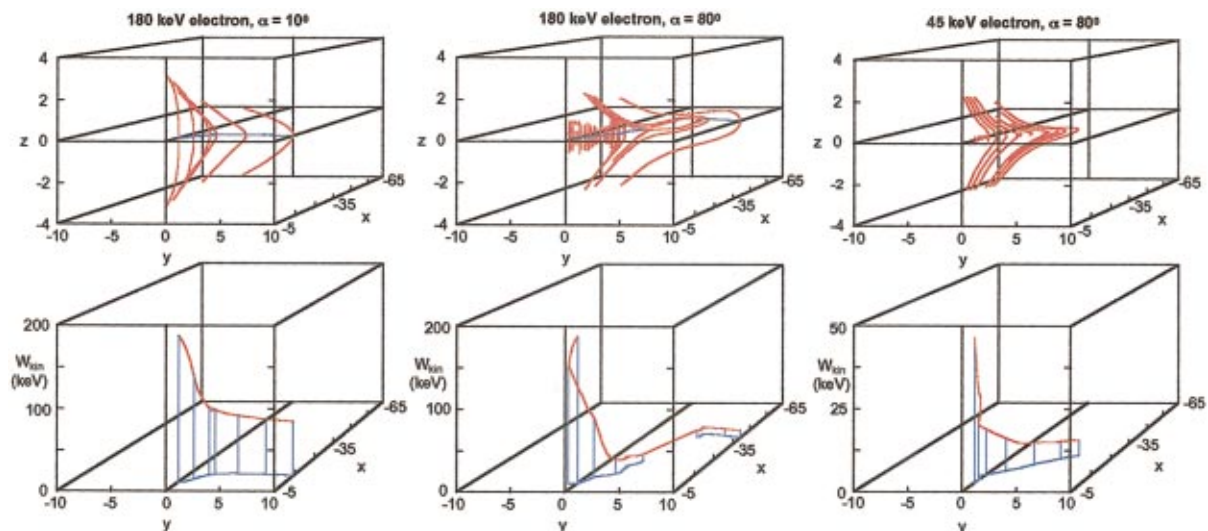 180 keV electron, α = 10º
4
2
z 0
-2
-4
-10 -5 0 5 10
y
-5
-35
-65
x
180 keV electron, α = 80º
4
2
z 0
-2
-4
-10 -5 0 5 10
y
-5
-35
-65
x
45 keV electron, α = 80º
4
2
z 0
-2
-4
-10 -5 0 5 10
y
-5
-35
-65
x
200
Wkin
(keV)
100
0
-10 -5 0 5 10
y
-5
-35
-65
x
200
Wkin
(keV)
100
0
-10 -5 0 5 10
y
-5
-35
-65
x
50
Wkin
(keV)
25
0
-10 -5 0 5 10
y
-5
-35
-65
x